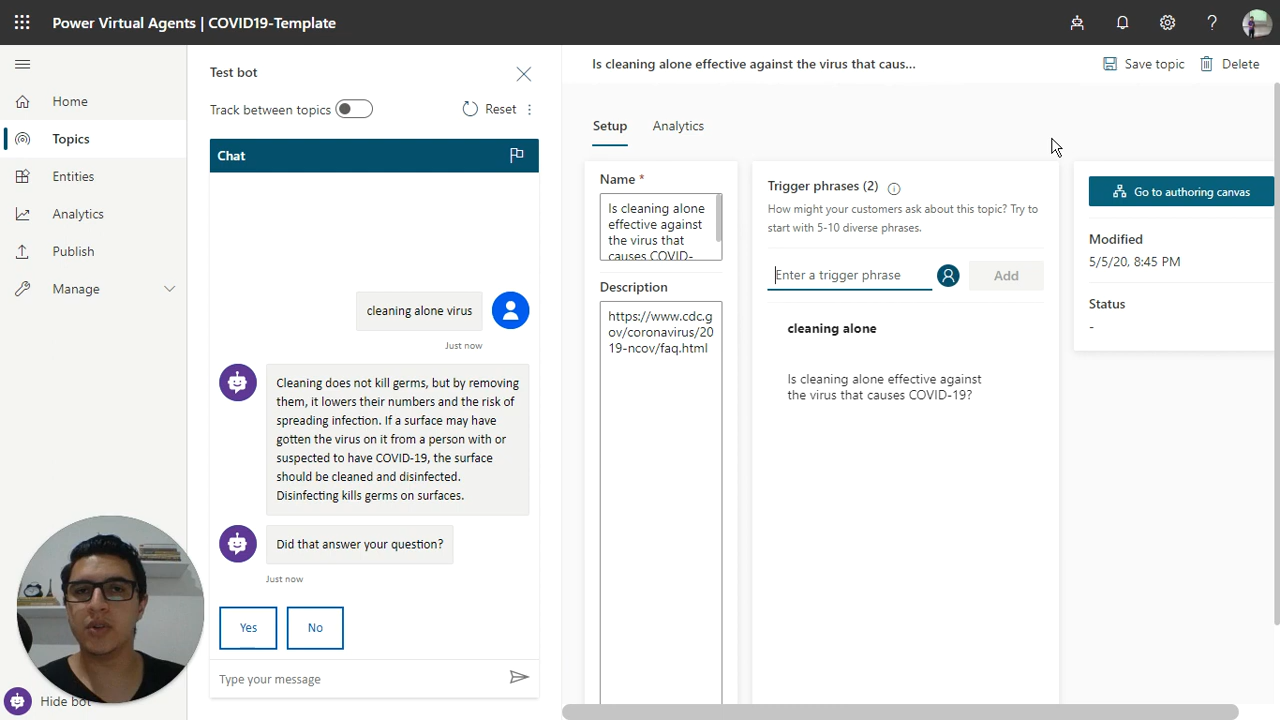 Power Virtual Agents | COVID19-Template
Home
Topics
Entities
Analytics
Publish
Manage
Hide bot
Test bot
Track between topics
Reset
Chat
cleaning alone virus
Just now
Cleaning does not kill germs, but by removing
them, it lowers their numbers and the risk of
spreading infection. If a surface may have
gotten the virus on it from a person with or
suspected to have COVID-19, the surface
should be cleaned and disinfected.
Disinfecting kills germs on surfaces.
Did that answer your question?
Just now
Yes
No
Type your message
Is cleaning alone effective against the virus that caus...
Save topic
Delete
Setup
Analytics
Name *
Is cleaning alone
effective against
the virus that
causes COVID-
Description
https://www.cdc.g
ov/coronavirus/20
19-ncov/faq.html
Trigger phrases (2)
How might your customers ask about this topic? Try to
start with 5-10 diverse phrases.
Enter a trigger phrase
Add
cleaning alone
Is cleaning alone effective against
the virus that causes COVID-19?
Go to authoring canvas
Modified
5/5/20, 8:45 PM
Status
-